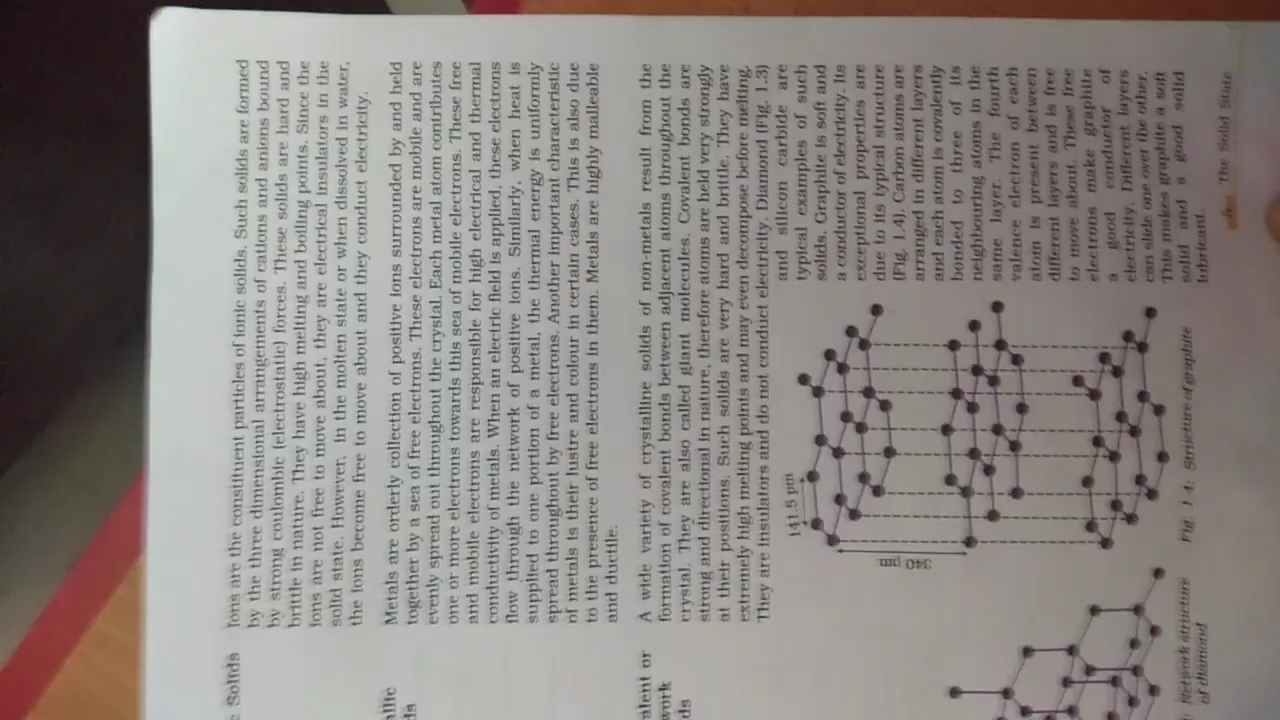 Solids
Ions are the constituent particles of ionic solids. Such solids are formed
by the three dimensional arrangements of cations and anions bound
by strong coulombic (electrostatic) forces. These solids are hard and
brittle in nature. They have high melting and boiling points. Since the
ions are not free to move about, they are electrical insulators in the
solid state. However, in the molten state or when dissolved in water,
the ions become free to move about and they conduct electricity.
llic
ds
Metals are orderly collection of positive ions surrounded by and held
together by a sea of free electrons. These electrons are mobile and are
evenly spread out throughout the crystal. Each metal atom contributes
one or more electrons towards this sea of mobile electrons. These free
and mobile electrons are responsible for high electrical and thermal
conductivity of metals. When an electric field is applied, these electrons
flow through the network of positive ions. Similarly, when heat is
supplied to one portion of a metal, the thermal energy is uniformly
spread throughout by free electrons. Another important characteristic
of metals is their lustre and colour in certain cases. This is also due
to the presence of free electrons in them. Metals are highly malleable
and ductile.
alent or
work
ds
A wide variety of crystalline solids of non-metals result from the
formation of covalent bonds between adjacent atoms throughout the
crystal. They are also called giant molecules. Covalent bonds are
strong and directional in nature, therefore atoms are held very strongly
at their positions. Such solids are very hard and brittle. They have
extremely high melting points and may even decompose before melting.
They are insulators and do not conduct electricity. Diamond (Fig. 1.3)
and silicon carbide are
typical examples of such
solids. Graphite is soft and
a conductor of electricity. Its
exceptional properties are
due to its typical structure
(Fig. 1.4). Carbon atoms are
arranged in different layers
and each atom is covalently
bonded to three of its
neighbouring atoms in the
same layer. The fourth
valence electron of each
atom is present between
different layers and is free
to move about. These free
electrons make graphite
a good conductor of
electricity. Different layers
can slide one over the other.
This makes graphite a soft
solid and a good solid
lubricant.
141.5 pm
340 pm
Network structure
of diamond
Fig. 1.4: Structure of graphite
The Solid State